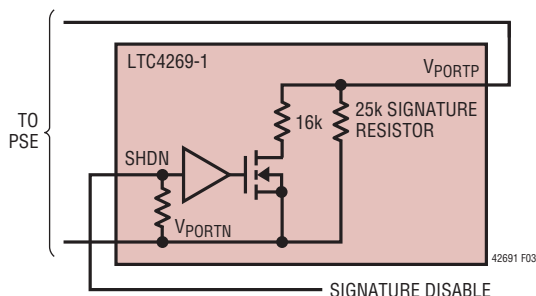 LTC4269-1
VPORTP
TO
PSE
16k
25k SIGNATURE
RESISTOR
SHDN
VPORTN
42691 F03
SIGNATURE DISABLE